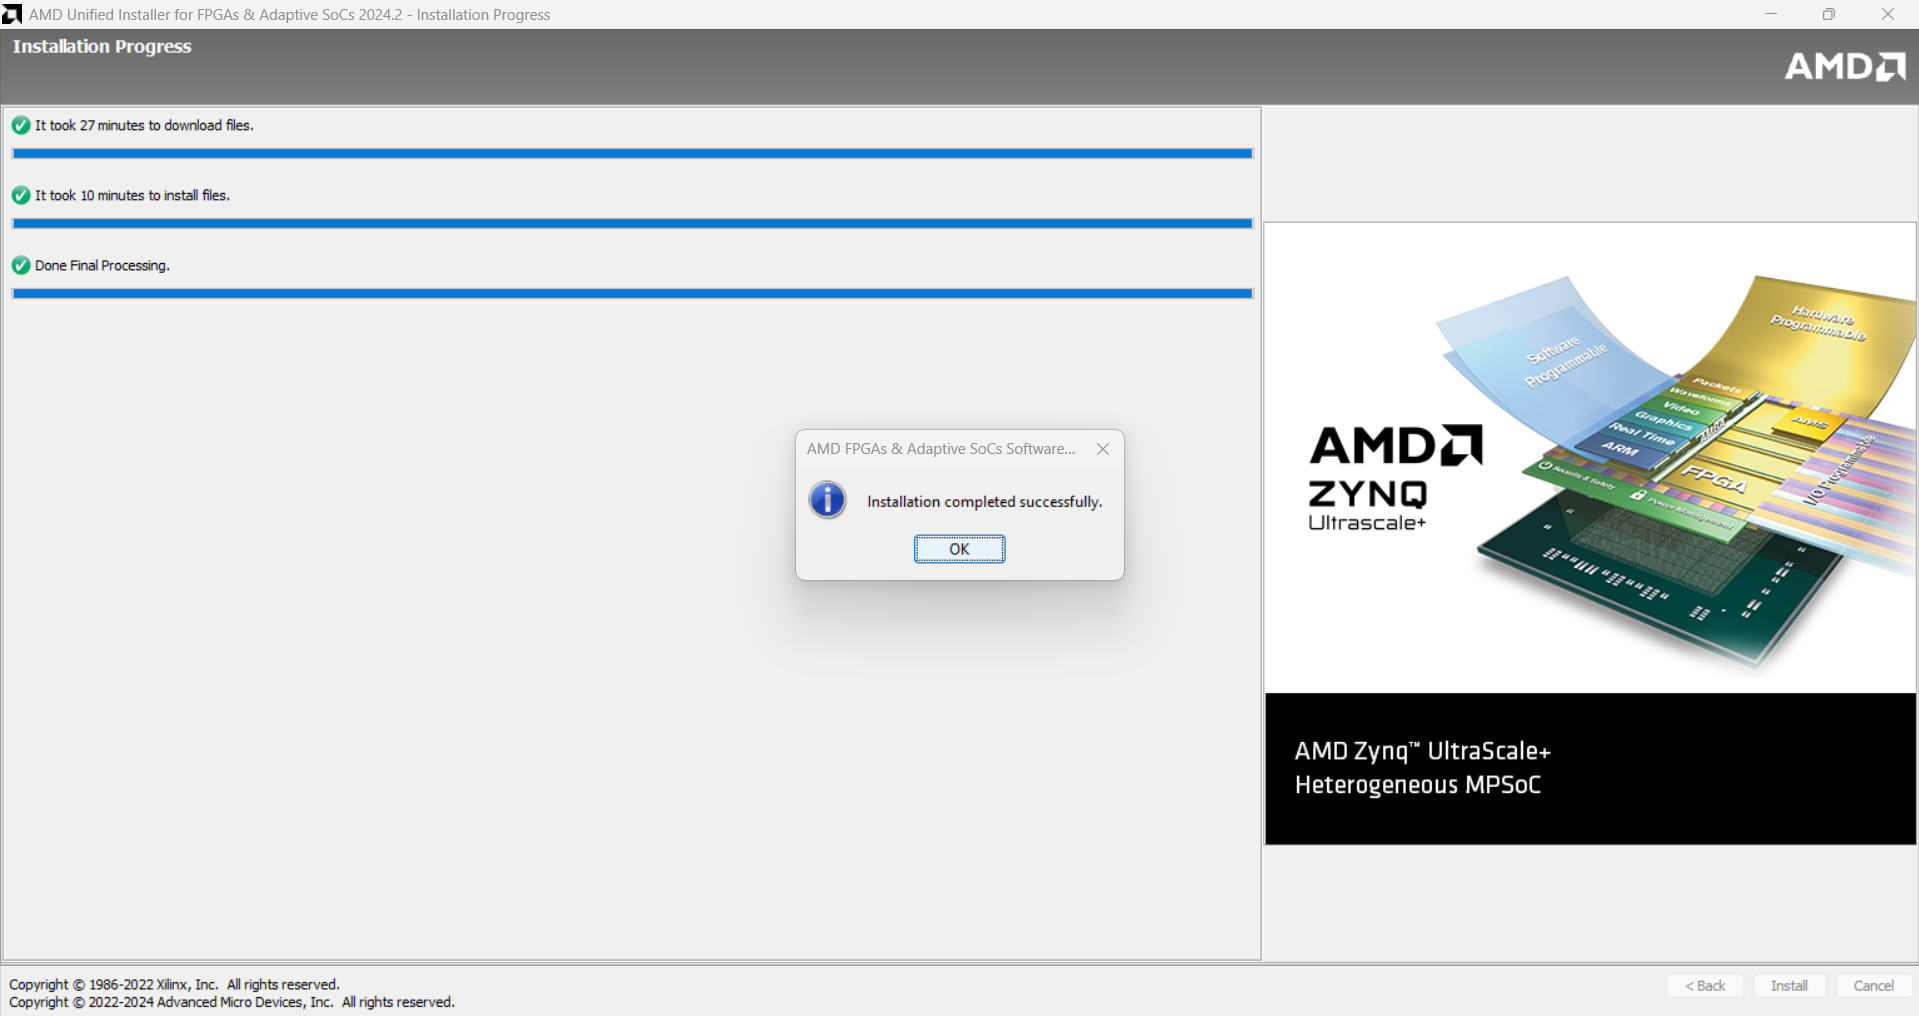 AMD Unified Installer for FPGAs & Adaptive SoCs 2024.2 - Installation Progress
Installation Progress
AMD
It took 27 minutes to download files.
It took 10 minutes to install files.
Done Final Processing.
AMD FPGAs & Adaptive SoCs Software...
Installation completed successfully.
OK
Hardware
Programmable
Software
Programmable
Packets
Waveforms
Video
Graphics
Real Time
ARM
AMBA
AMS
FPGA
I/O Programmable
Security & Safety
Power Management
AMD
ZYNQ
Ultrascale+
AMD Zynq™ UltraScale+
Heterogeneous MPSoC
Copyright © 1986-2022 Xilinx, Inc. All rights reserved.
Copyright © 2022-2024 Advanced Micro Devices, Inc. All rights reserved.
< Back
Install
Cancel